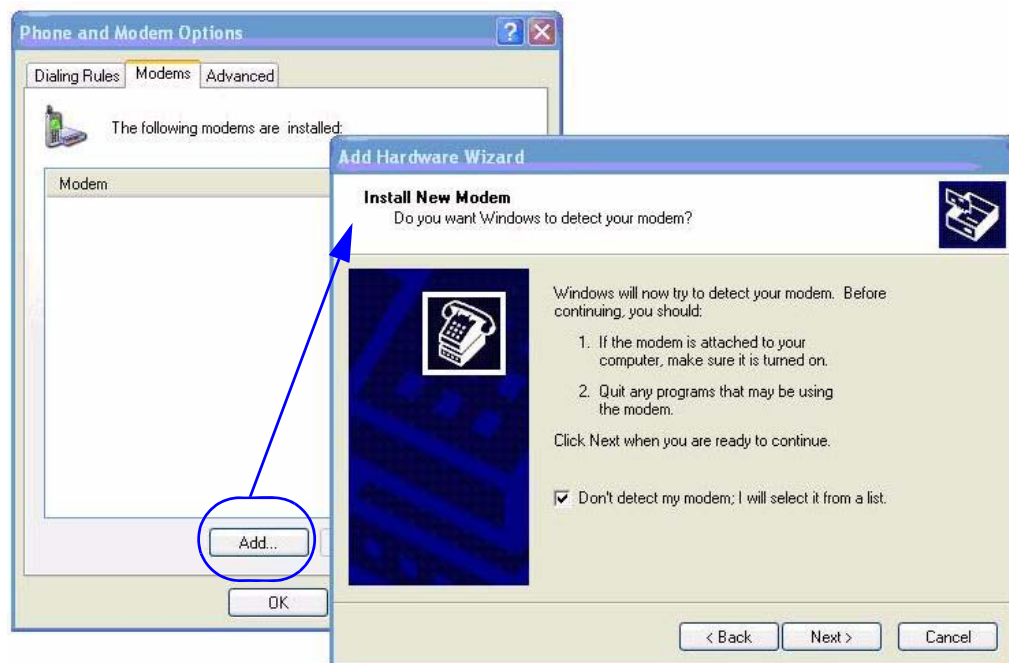 Phone and Modem Options
Dialing Rules Modems Advanced
The following modems are installed:
Modem
Add...
OK
Add Hardware Wizard
Install New Modem
Do you want Windows to detect your modem?
Windows will now try to detect your modem. Before
continuing, you should:
1. If the modem is attached to your
computer, make sure it is turned on.
2. Quit any programs that may be using
the modem.
Click Next when you are ready to continue.
Don't detect my modem; I will select it from a list.
< Back Next > Cancel